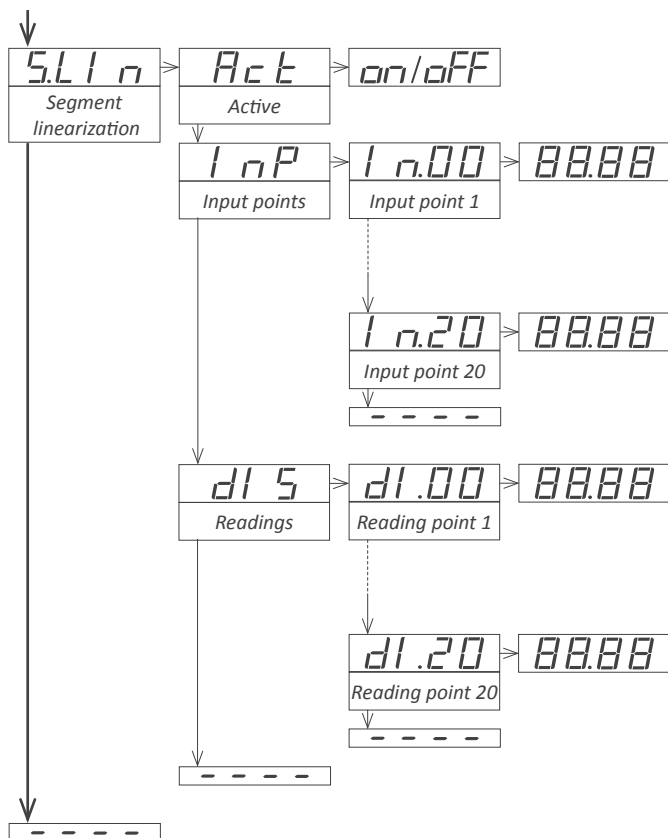 S.LIn
Segment
linearization
Act
Active
on/oFF
InP
Input points
In.00
Input point 1
88.88
In.20
Input point 20
88.88
- - - -
dIS
Readings
dI.00
Reading point 1
88.88
dI.20
Reading point 20
88.88
- - - -
- - - -
- - - -